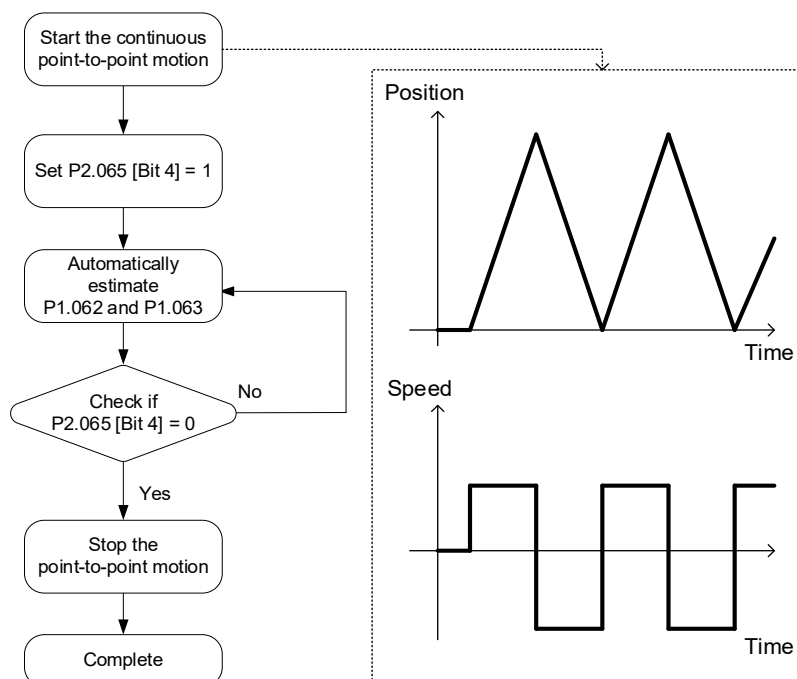 Start the continuous
point-to-point motion
Set P2.065 [Bit 4] = 1
Automatically
estimate
P1.062 and P1.063
Check if
P2.065 [Bit 4] = 0
No
Yes
Stop the
point-to-point motion
Complete
Position
Time
Speed
Time